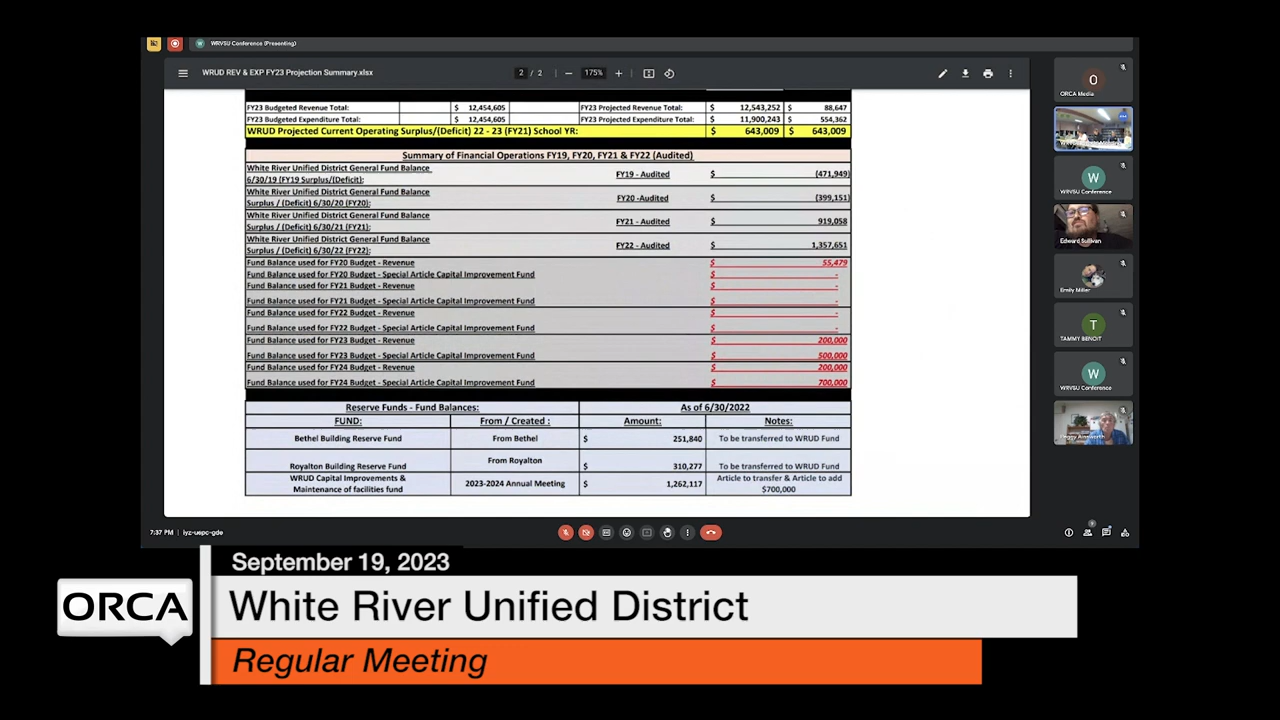 WRVSU Conference (Presenting)
WRUD REV & EXP FY23 Projection Summary.xlsx
2 / 2
175%
FY23 Budgeted Revenue Total: $ 12,454,605 FY23 Projected Revenue Total: $ 12,543,252 $ 88,647
FY23 Budgeted Expenditure Total: $ 12,454,605 FY23 Projected Expenditure Total: $ 11,900,243 $ 554,362
WRUD Projected Current Operating Surplus/(Deficit) 22 - 23 (FY21) School YR: $ 643,009 $ 643,009
Summary of Financial Operations FY19, FY20, FY21 & FY22 (Audited)
White River Unified District General Fund Balance
6/30/19 (FY19 Surplus/(Deficit): FY19 - Audited $ (471,949)
White River Unified District General Fund Balance
Surplus / (Deficit) 6/30/20 (FY20): FY20 -Audited $ (399,151)
White River Unified District General Fund Balance
Surplus / (Deficit) 6/30/21 (FY21): FY21 - Audited $ 919,058
White River Unified District General Fund Balance
Surplus / (Deficit) 6/30/22 (FY22): FY22 - Audited $ 1,357,651
Fund Balance used for FY20 Budget - Revenue $ 55,479
Fund Balance used for FY20 Budget - Special Article Capital Improvement Fund $ -
Fund Balance used for FY21 Budget - Revenue $ -
Fund Balance used for FY21 Budget - Special Article Capital Improvement Fund $ -
Fund Balance used for FY22 Budget - Revenue $ -
Fund Balance used for FY22 Budget - Special Article Capital Improvement Fund $ -
Fund Balance used for FY23 Budget - Revenue $ 200,000
Fund Balance used for FY23 Budget - Special Article Capital Improvement Fund $ 500,000
Fund Balance used for FY24 Budget - Revenue $ 200,000
Fund Balance used for FY24 Budget - Special Article Capital Improvement Fund $ 700,000
Reserve Funds - Fund Balances: As of 6/30/2022
FUND: From / Created : Amount: Notes:
Bethel Building Reserve Fund From Bethel $ 251,840 To be transferred to WRUD Fund
Royalton Building Reserve Fund From Royalton $ 310,277 To be transferred to WRUD Fund
WRUD Capital Improvements &
Maintenance of facilities fund 2023-2024 Annual Meeting $ 1,262,117 Article to transfer & Article to add
$700,000
O
ORCA Media
W
WRVSU Conference
Edward Sullivan
Emily Miller
T
TAMMY BENOIT
W
WRVSU Conference
Peggy Ainsworth
7:37 PM | iyz-uepc-gde
September 19, 2023
ORCA
White River Unified District
Regular Meeting